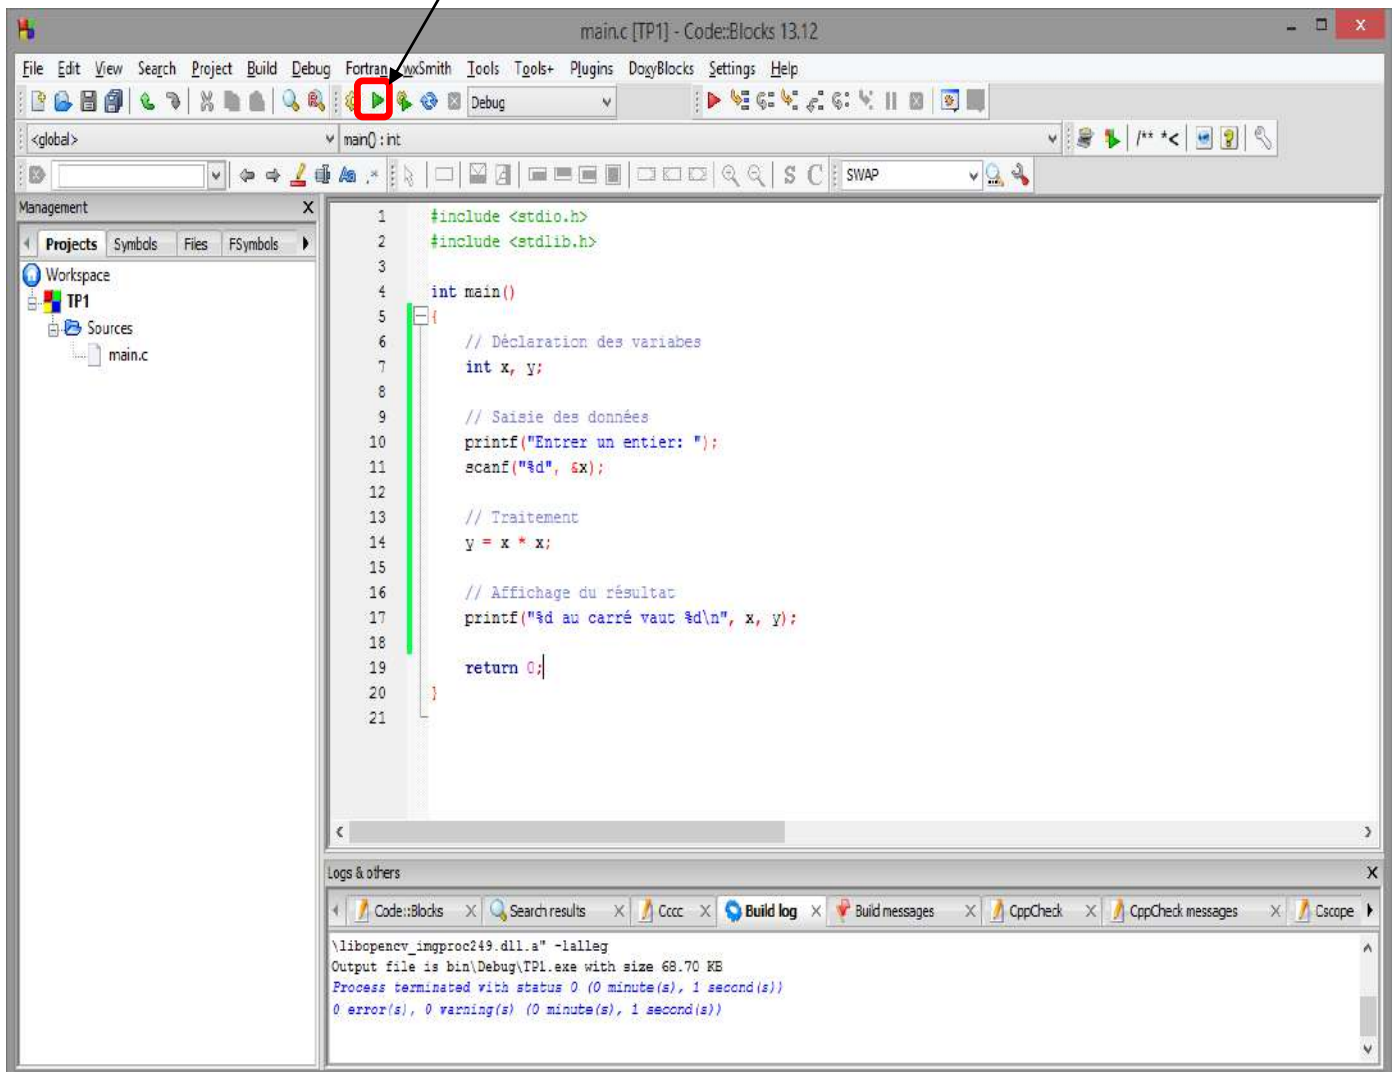 main.c [TP1] - Code::Blocks 13.12
File Edit View Search Project Build Debug Fortran wxSmith Tools Tools+ Plugins DoxyBlocks Settings Help
Debug
<global> main() : int /** *<
S C SWAP
Management X
Projects Symbols Files FSymbols
Workspace
TP1
Sources
main.c
1 #include <stdio.h>
2 #include <stdlib.h>
3
4 int main()
5 {
6 // Déclaration des variabes
7 int x, y;
8
9 // Saisie des données
10 printf("Entrer un entier: ");
11 scanf("%d", &x);
12
13 // Traitement
14 y = x * x;
15
16 // Affichage du résultat
17 printf("%d au carré vaut %d\n", x, y);
18
19 return 0;
20 }
21
Logs & others X
Code::Blocks X Search results X Cccc X Build log X Build messages X CppCheck X CppCheck messages X Cscope
\libopencv_imgproc249.dll.a" -lalleg
Output file is bin\Debug\TP1.exe with size 68.70 KB
Process terminated with status 0 (0 minute(s), 1 second(s))
0 error(s), 0 warning(s) (0 minute(s), 1 second(s))